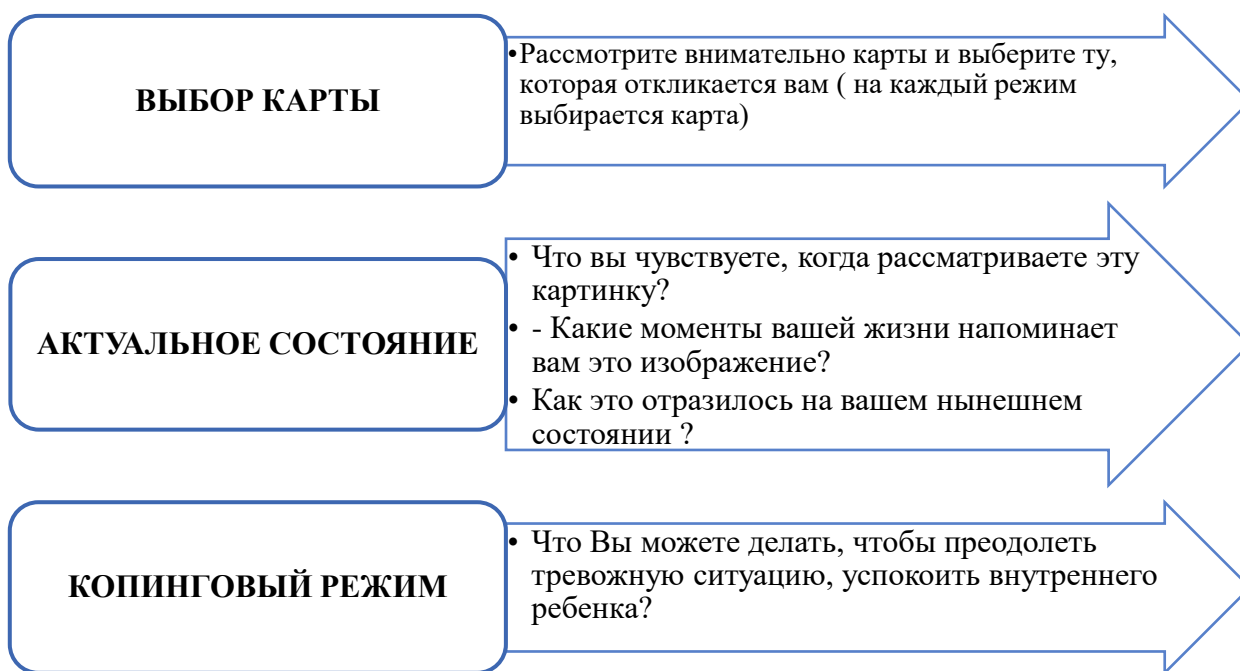 ВЫБОР КАРТЫ
•Рассмотрите внимательно карты и выберите ту,
которая откликается вам ( на каждый режим
выбирается карта)
АКТУАЛЬНОЕ СОСТОЯНИЕ
• Что вы чувствуете, когда рассматриваете эту
картинку?
• - Какие моменты вашей жизни напоминает
вам это изображение?
• Как это отразилось на вашем нынешнем
состоянии ?
КОПИНГОВЫЙ РЕЖИМ
• Что Вы можете делать, чтобы преодолеть
тревожную ситуацию, успокоить внутреннего
ребенка?